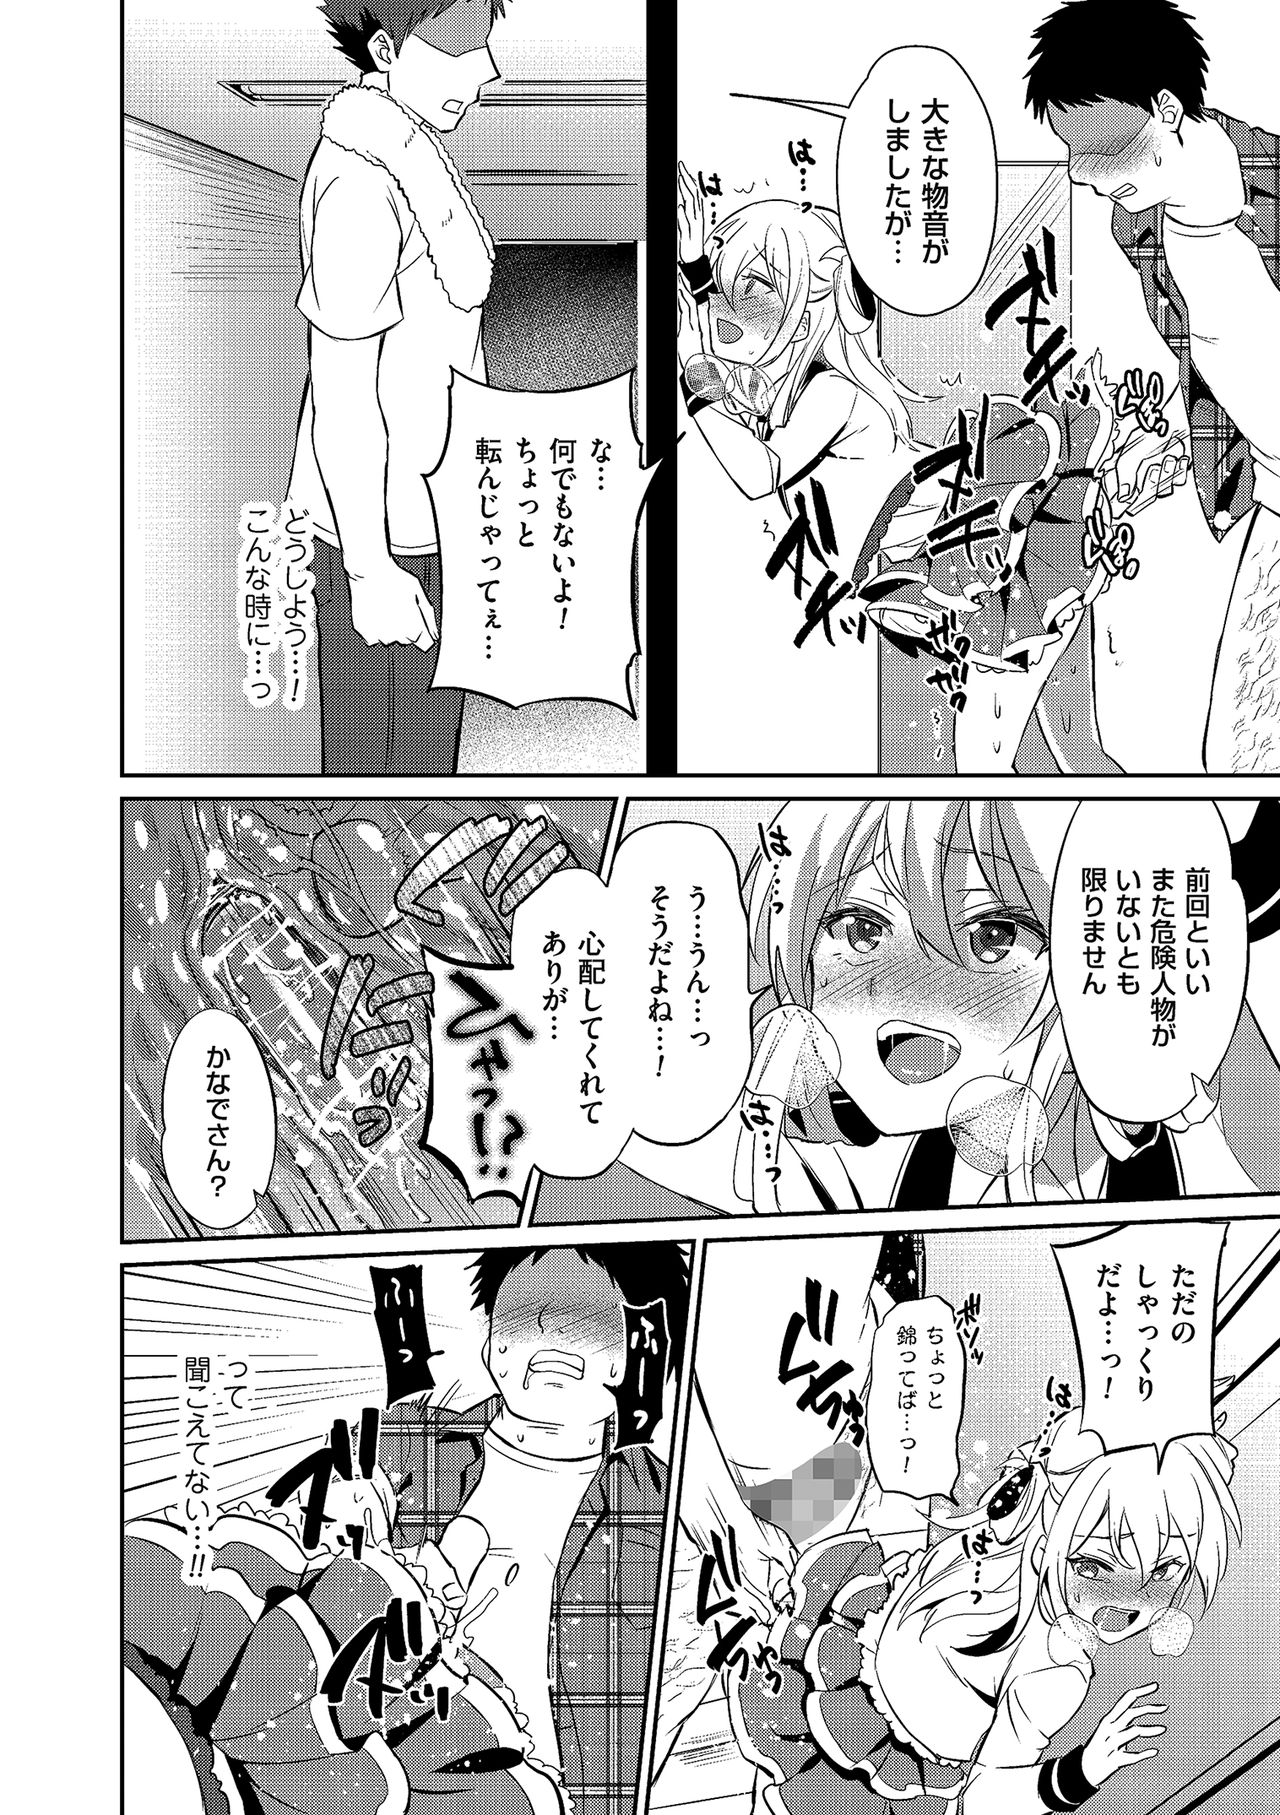 大きな物音が
しましたが…
は…っ
は…っ
な…
何でもないよ！
ちょっと
転んじゃってぇ…
どうしよう…！
こんな時に…っ
前回といい
また危険人物が
いないとも
限りません
は…っ
は…っ
う…うん…っ
そうだよね…！
心配してくれて
ありが…
ひゃっ!?
かなでさん？
ただの
しゃっくり
だよ…っ！
ちょっと
錦ってば…っ！
は…っ
は…っ
ふーっ
ふーっ
って
聞こえてない…!!